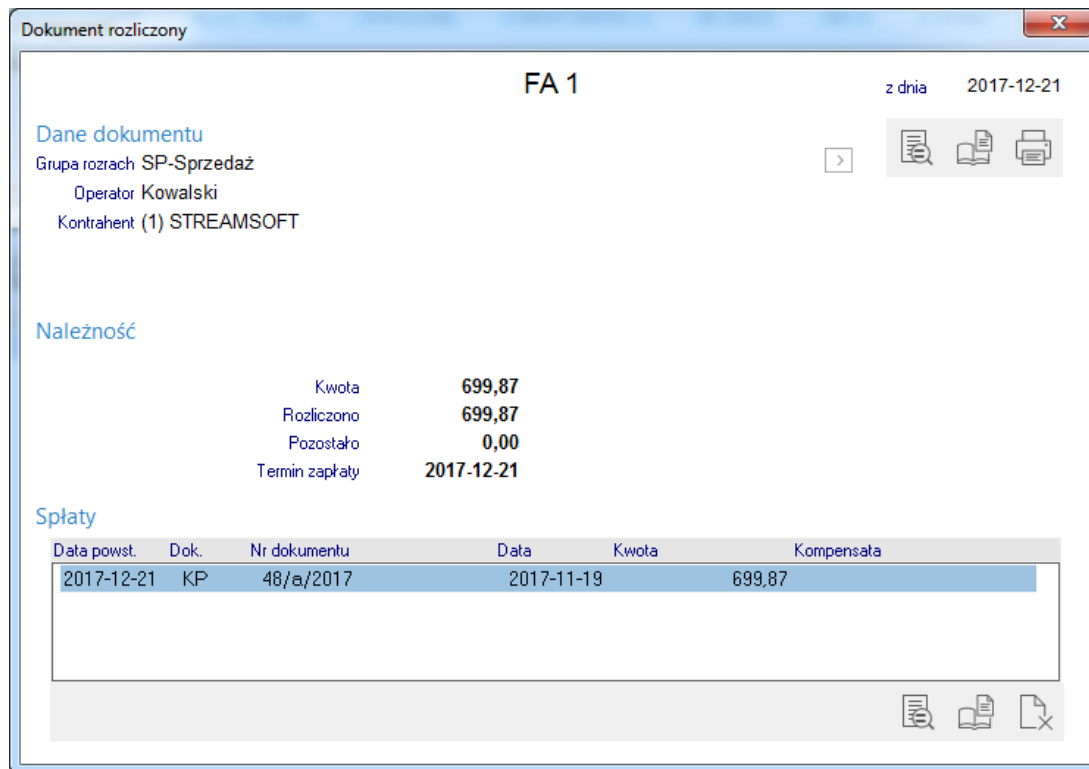 Dokument rozliczony
FA 1
z dnia 2017-12-21
Dane dokumentu
Grupa rozrach SP-Sprzedaż
Operator Kowalski
Kontrahent (1) STREAMSOFT
Należność
Kwota 699,87
Rozliczono 699,87
Pozostało 0,00
Termin zapłaty 2017-12-21
Spłaty
Data powst. Dok. Nr dokumentu Data Kwota Kompensata
2017-12-21 KP 48/a/2017 2017-11-19 699,87